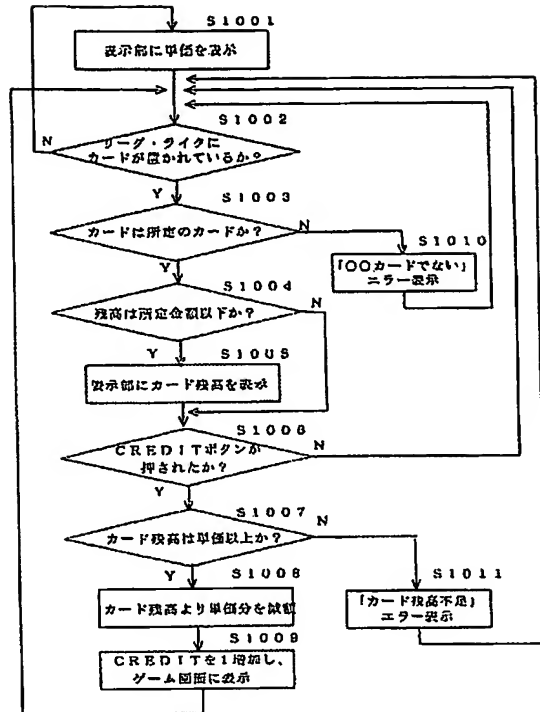 S1001
表示部に単価を表示
S1002
N
リーダ・ライタに
カードが置かれているか？
Y
S1003
カードは所定のカードか？
N
S1010
「○○カードでない」
エラー表示
Y
S1004
残高は所定金額以下か？
N
Y
S1005
表示部にカード残高を表示
S1006
CREDITボタンが
押されたか？
N
Y
S1007
カード残高は単価以上か？
N
S1011
「カード残高不足」
エラー表示
Y
S1008
カード残高より単価分を減額
S1009
CREDITを1増加し、
ゲーム画面に表示